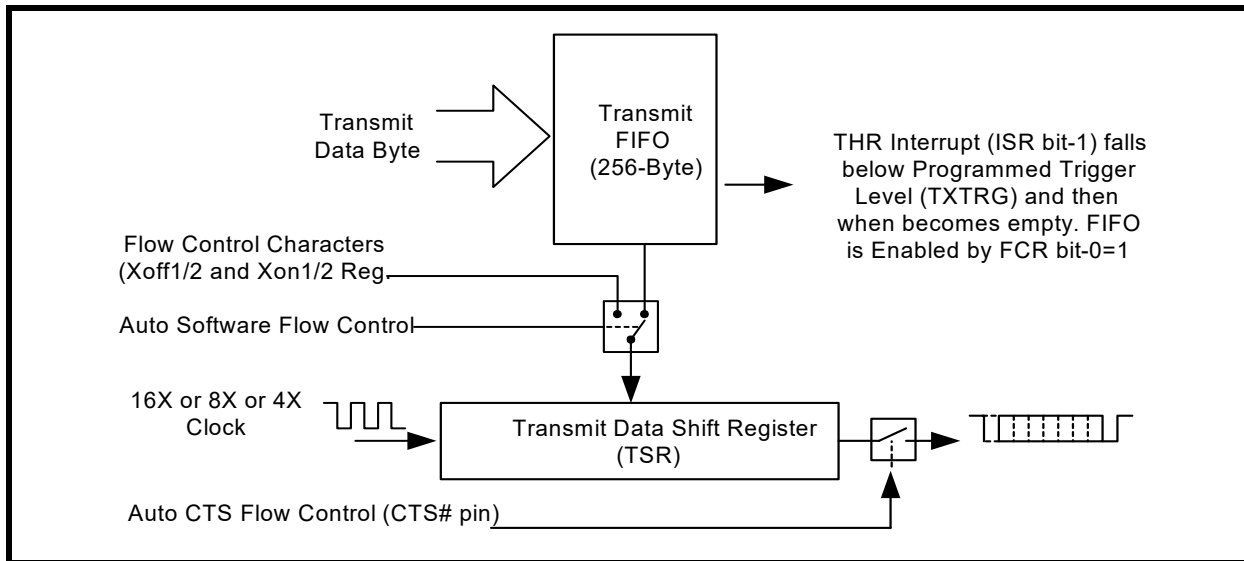 Transmit
Data Byte
Transmit
FIFO
(256-Byte)
THR Interrupt (ISR bit-1) falls
below Programmed Trigger
Level (TXTRG) and then
when becomes empty. FIFO
is Enabled by FCR bit-0=1
Flow Control Characters
(Xoff1/2 and Xon1/2 Reg.
Auto Software Flow Control
16X or 8X or 4X
Clock
Transmit Data Shift Register
(TSR)
Auto CTS Flow Control (CTS# pin)